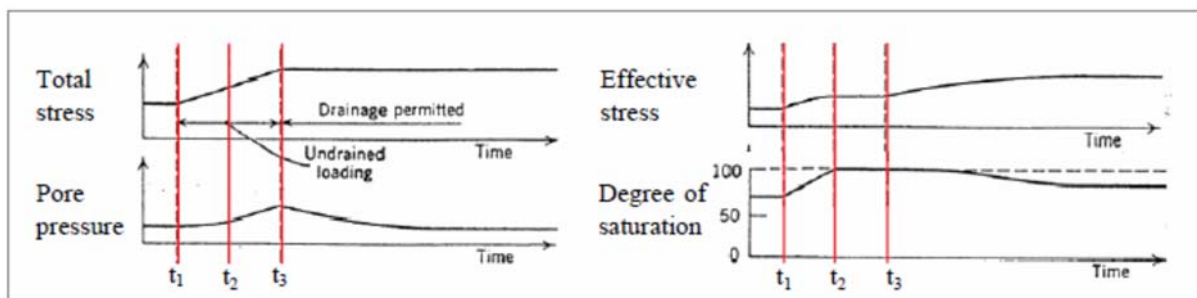 Total
stress
Drainage permitted
Time
Undrained
loading
Pore
pressure
Time
t1 t2 t3
Effective
stress
Time
Degree of
saturation
100
50
0
Time
t1 t2 t3